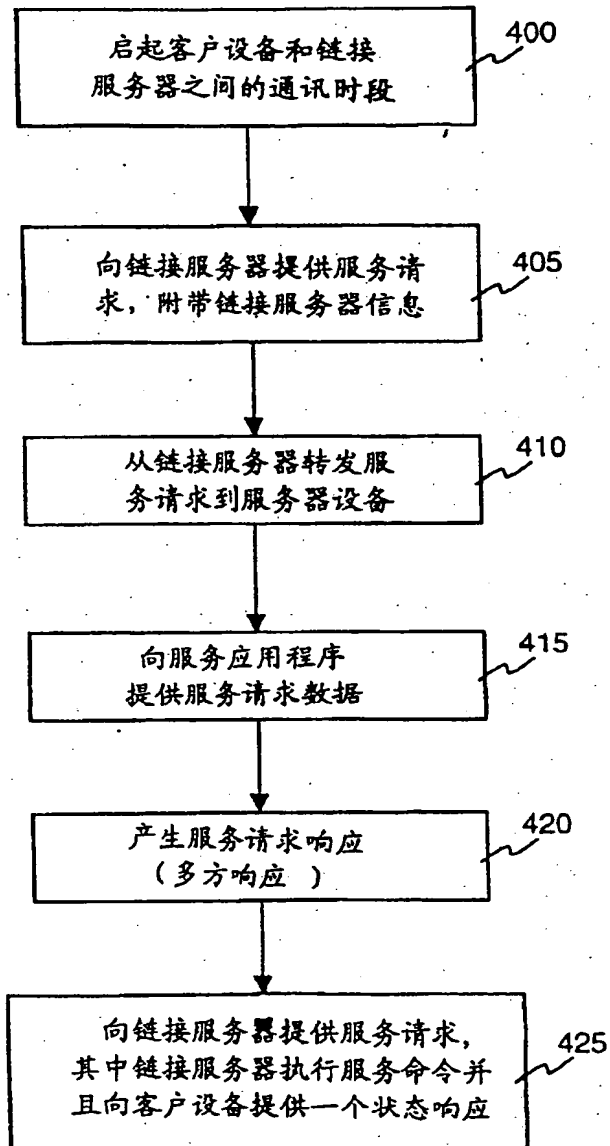 启起客户设备和链接
服务器之间的通讯时段
400
向链接服务器提供服务请
求，附带链接服务器信息
405
从链接服务器转发服
务请求到服务器设备
410
向服务应用程序
提供服务请求数据
415
产生服务请求响应
（多方响应 ）
420
向链接服务器提供服务请求，
其中链接服务器执行服务命令并
且向客户设备提供一个状态响应
425